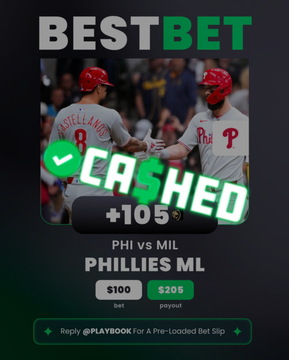 BESTBET
CASTELLANOS
8
Phi
P
CA$HED
+105
PHI vs MIL
PHILLIES ML
$100
$205
bet
payout
Reply @PLAYBOOK For A Pre-Loaded Bet Slip